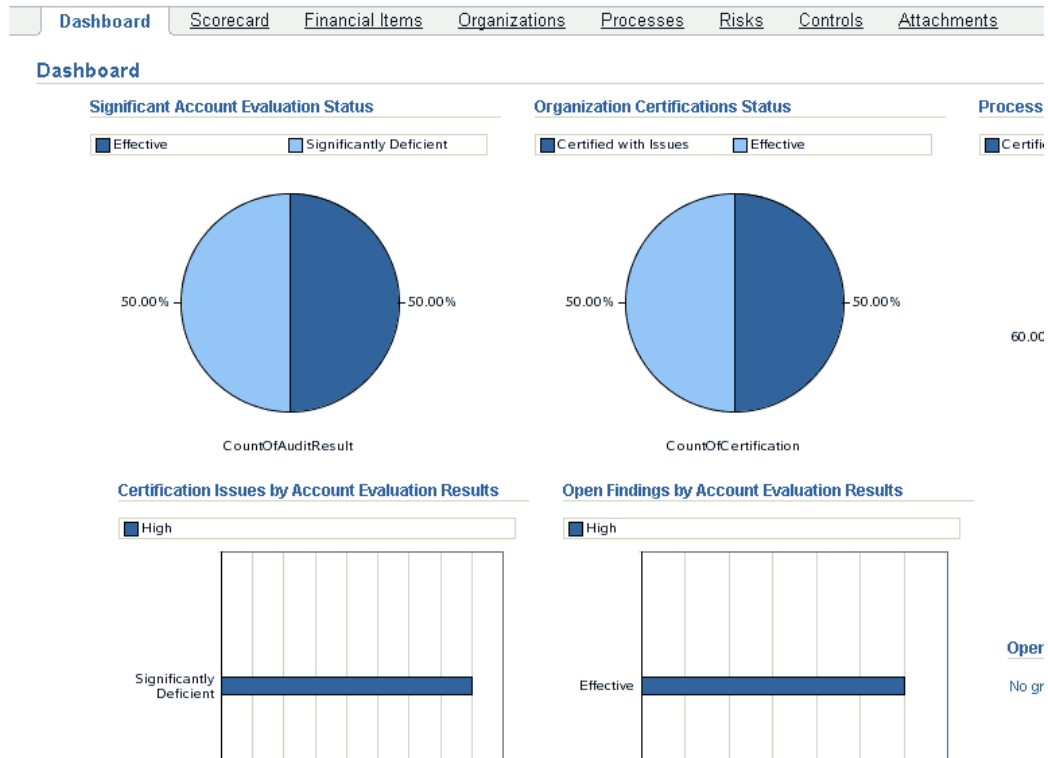 Dashboard Scorecard Financial Items Organizations Processes Risks Controls Attachments
Dashboard
Significant Account Evaluation Status
Effective Significantly Deficient
50.00% 50.00%
CountOfAuditResult
Organization Certifications Status
Certified with Issues Effective
50.00% 50.00%
CountOfCertification
Process
60.00
Certification Issues by Account Evaluation Results
High
Significantly
Deficient
Open Findings by Account Evaluation Results
High
Effective
No